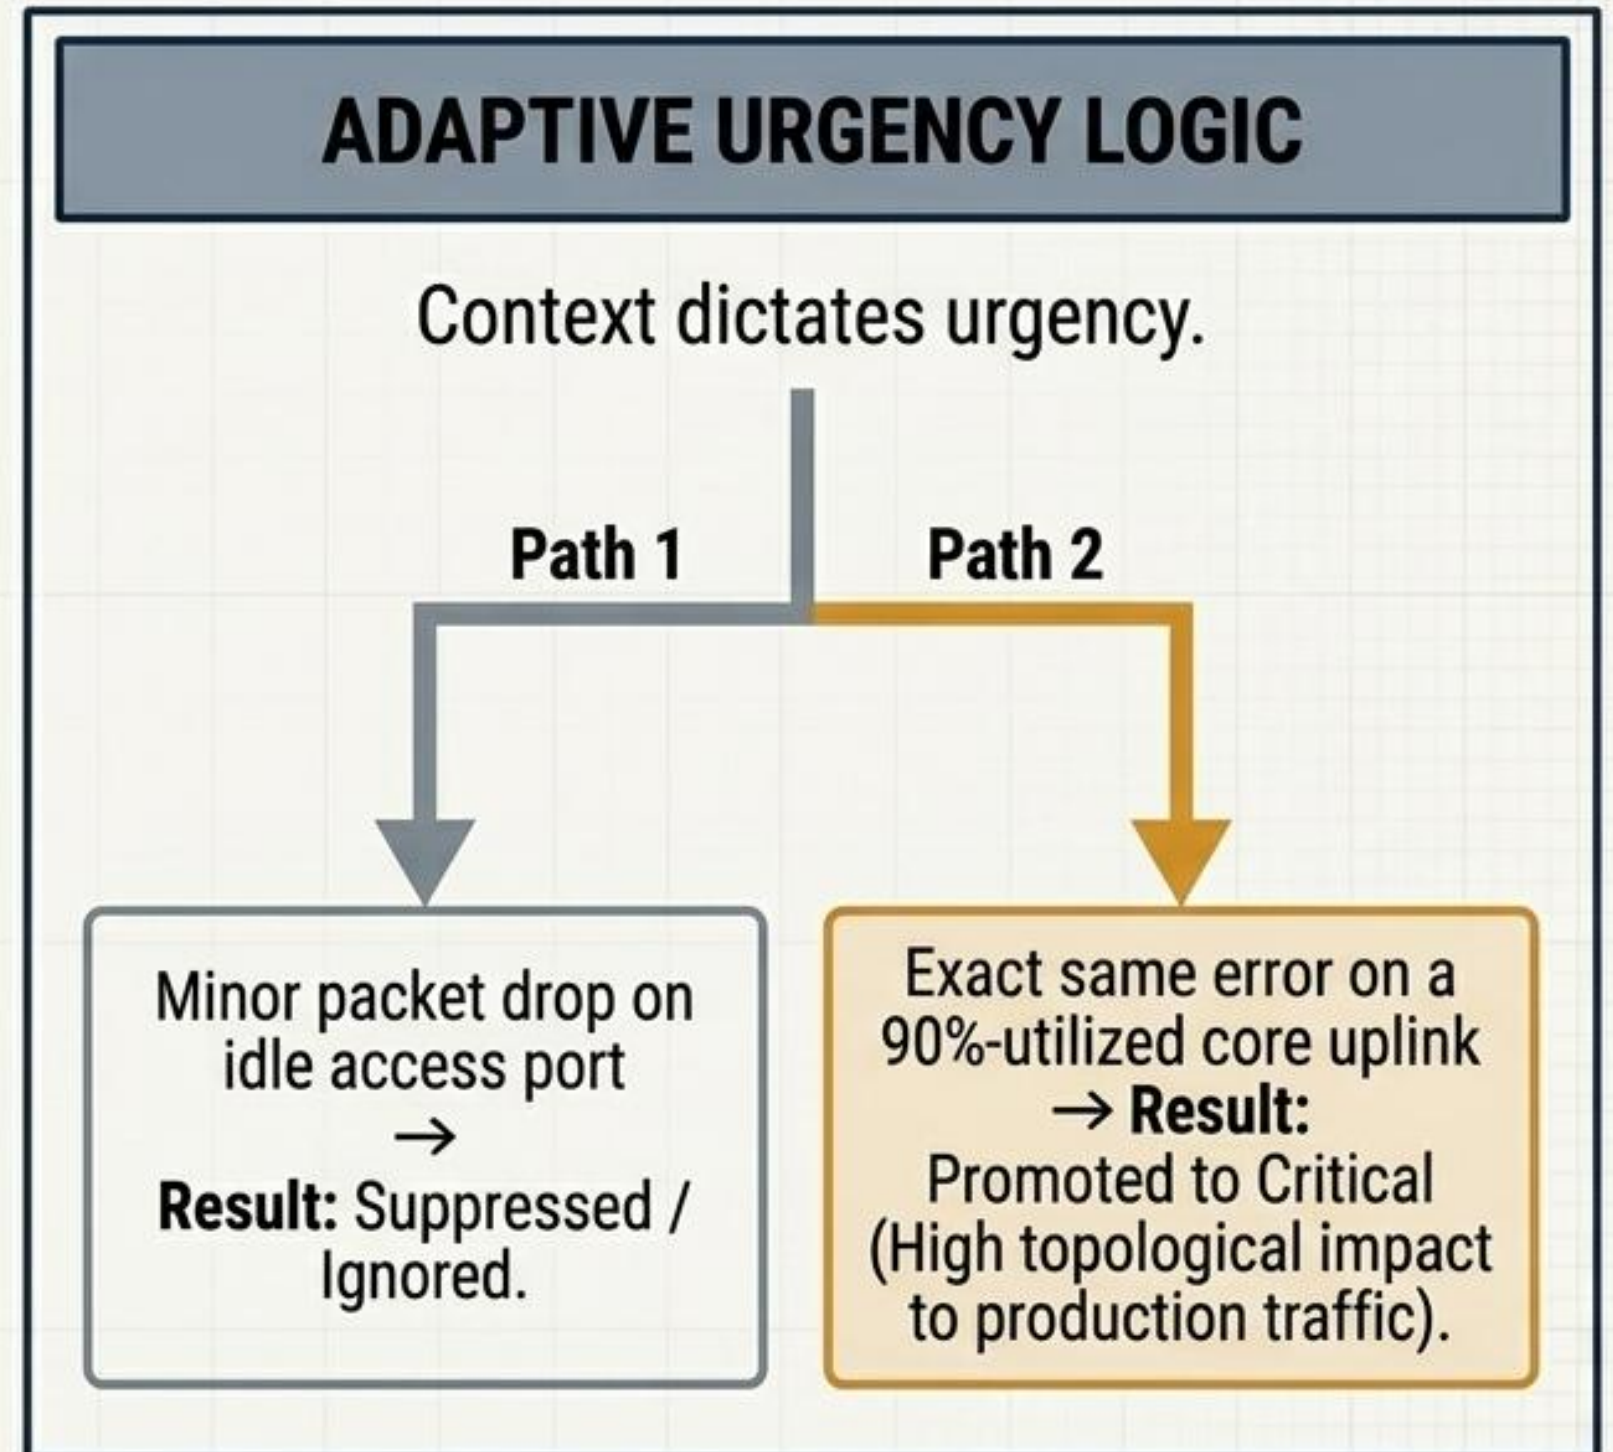 ADAPTIVE URGENCY LOGIC
Context dictates urgency.
Path 1
Path 2
Minor packet drop on
idle access port
→
Result: Suppressed /
Ignored.
Exact same error on a
90%-utilized core uplink
→ Result:
Promoted to Critical
(High topological impact
to production traffic).